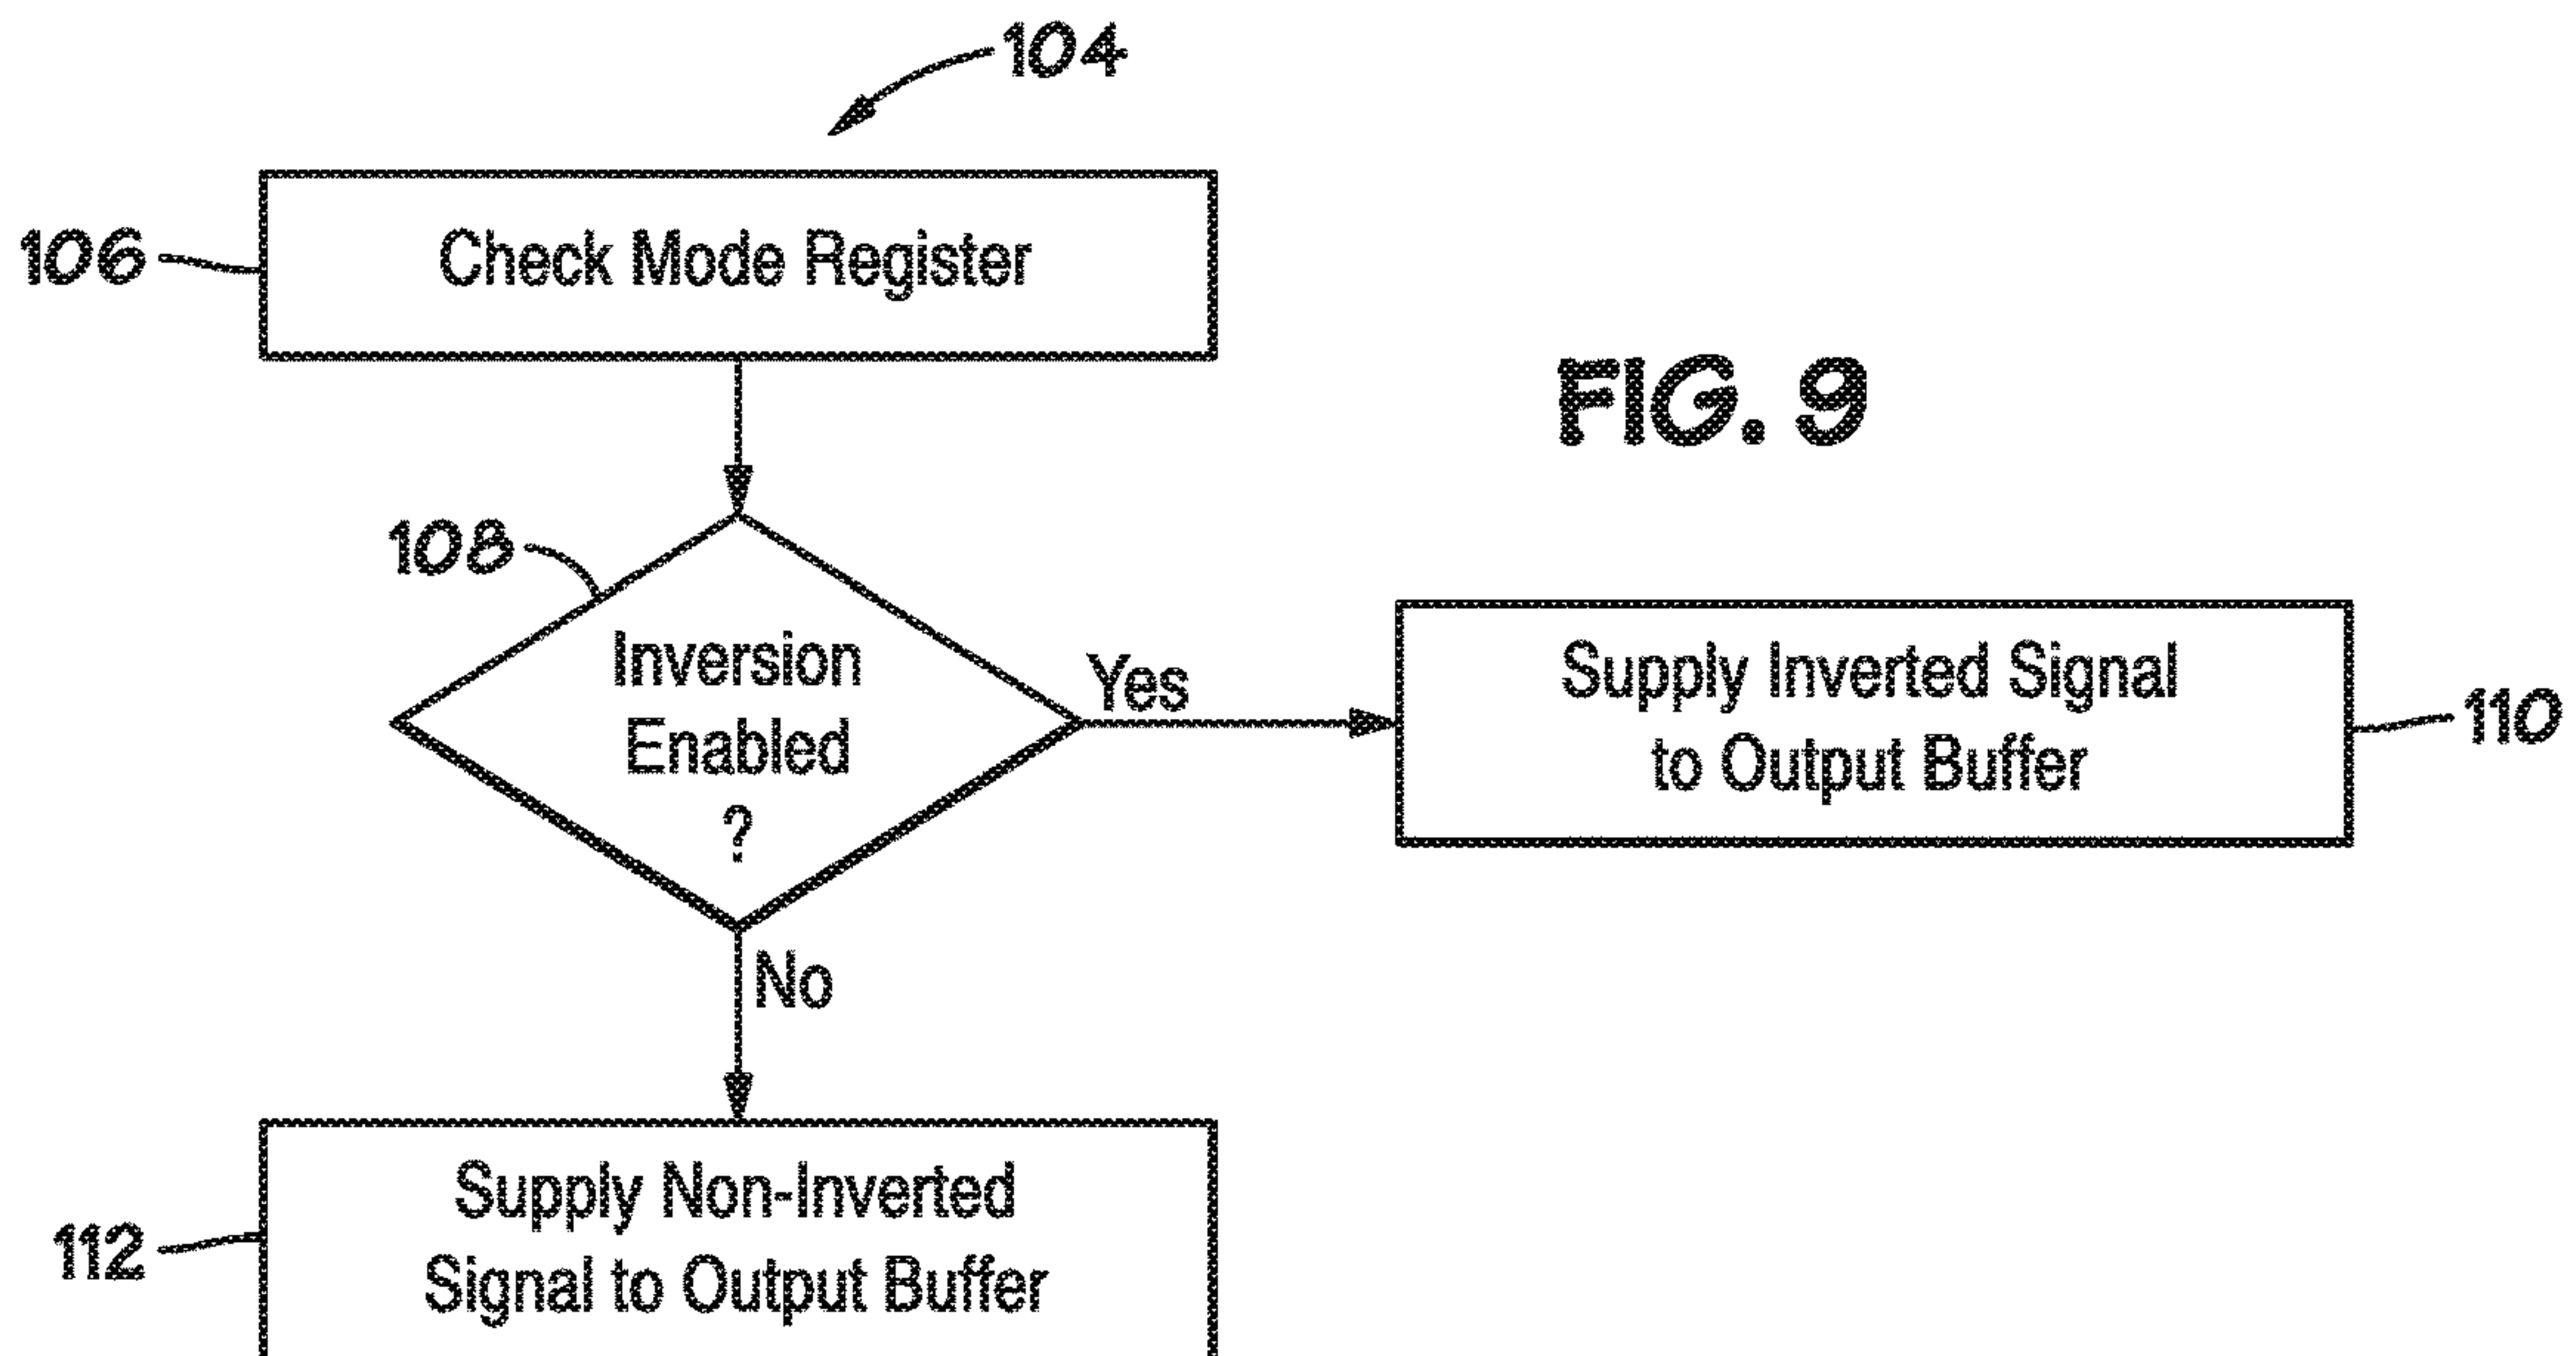 104
106
Check Mode Register
FIG. 9
108
Inversion
Enabled
?
Yes
Supply Inverted Signal
to Output Buffer
110
No
112
Supply Non-Inverted
Signal to Output Buffer